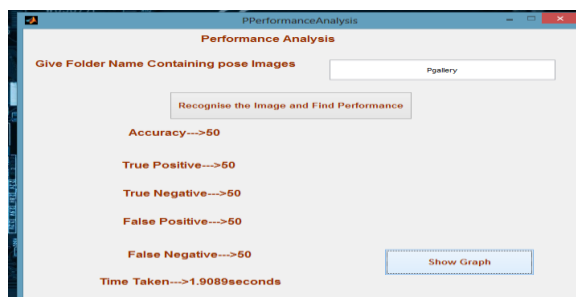 PPerformanceAnalysis
Performance Analysis
Give Folder Name Containing pose Images
Pgallery
Recognise the Image and Find Performance
Accuracy--->50
True Positive--->50
True Negative--->50
False Positive--->50
False Negative--->50
Show Graph
Time Taken--->1.9089seconds